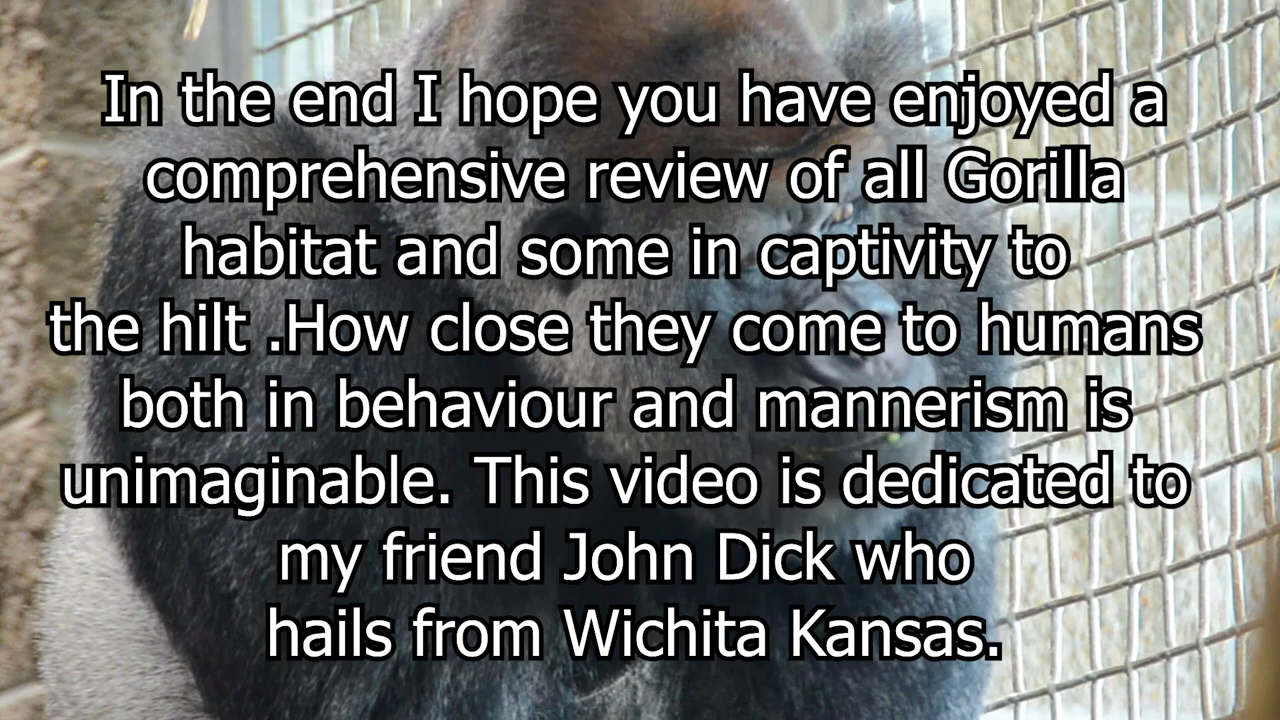 In the end I hope you have enjoyed a
comprehensive review of all Gorilla
habitat and some in captivity to
the hilt .How close they come to humans
both in behaviour and mannerism is
unimaginable. This video is dedicated to
my friend John Dick who
hails from Wichita Kansas.